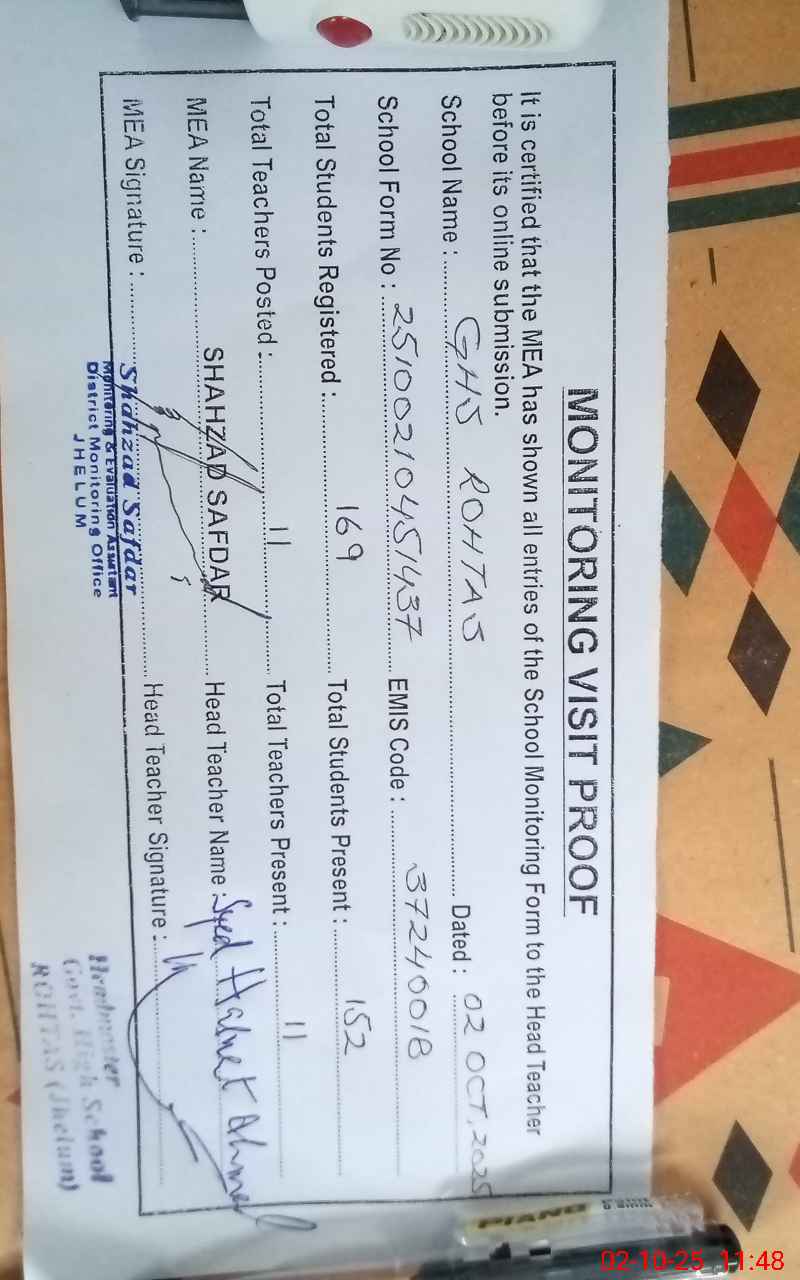 MONITORING VISIT PROOF
It is certified that the MEA has shown all entries of the School Monitoring Form to the Head Teacher
before its online submission.
School Name : GHS ROHTAS Dated : 02 OCT, 2025
School Form No : 25100210451437 EMIS Code : 37240018
Total Students Registered : 169 Total Students Present : 152
Total Teachers Posted : 11 Total Teachers Present : 11
MEA Name : SHAHZAD SAFDAR Head Teacher Name : Syed Ahmed
MEA Signature : Head Teacher Signature :
Shahzad Safdar
Monitoring & Evaluation Assistant
District Monitoring Office
JHELUM
Headmaster
Govt. High School
ROHTAS (Jhelum)
PIANO
02-10-25 11:48